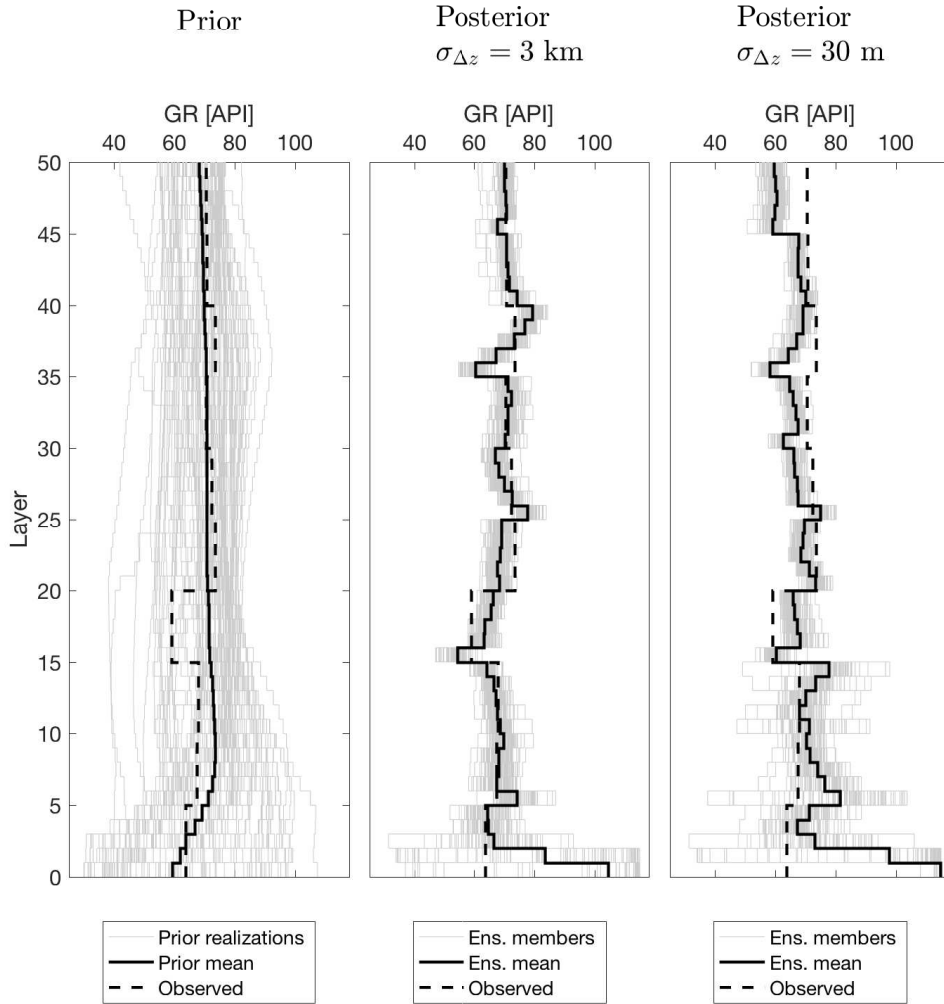 Prior
Posterior
σΔz = 3 km
Posterior
σΔz = 30 m
GR [API]
GR [API]
GR [API]
40 60 80 100
40 60 80 100
40 60 80 100
Layer
50
45
40
35
30
25
20
15
10
5
0
Prior realizations
Prior mean
Observed
Ens. members
Ens. mean
Observed
Ens. members
Ens. mean
Observed